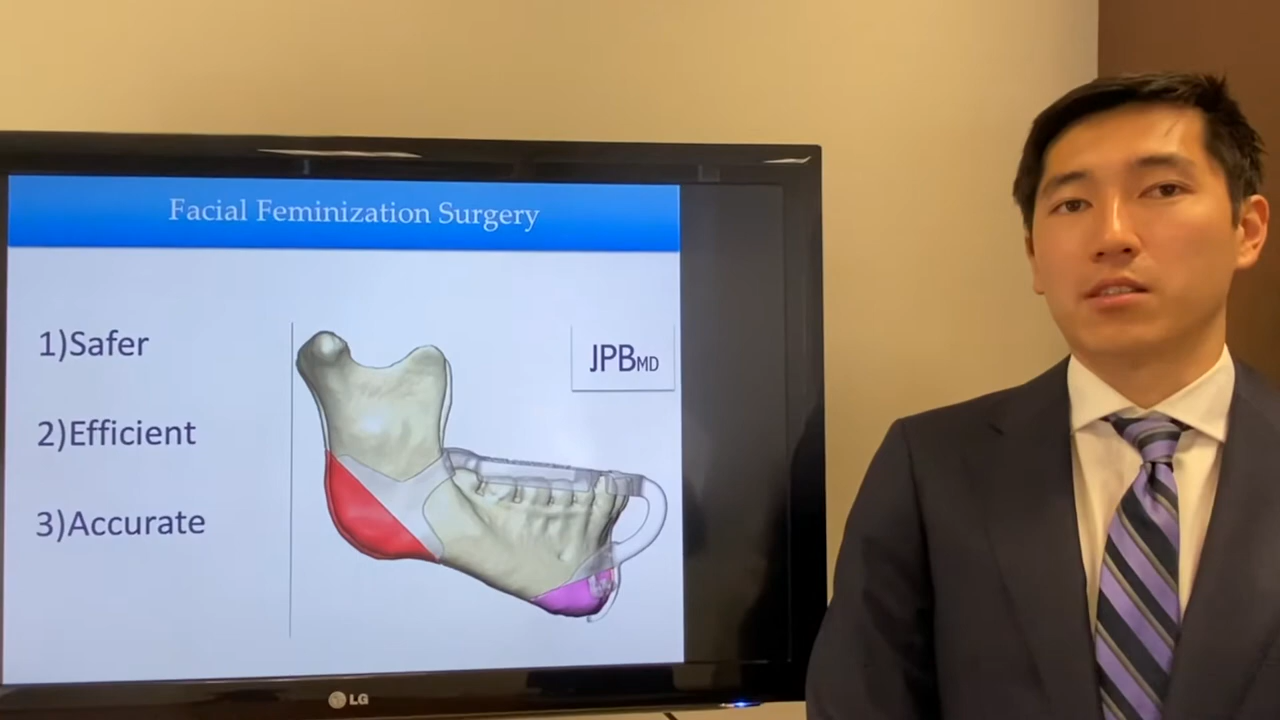 Facial Feminization Surgery
1)Safer
2)Efficient
3)Accurate
JPBMD
LG